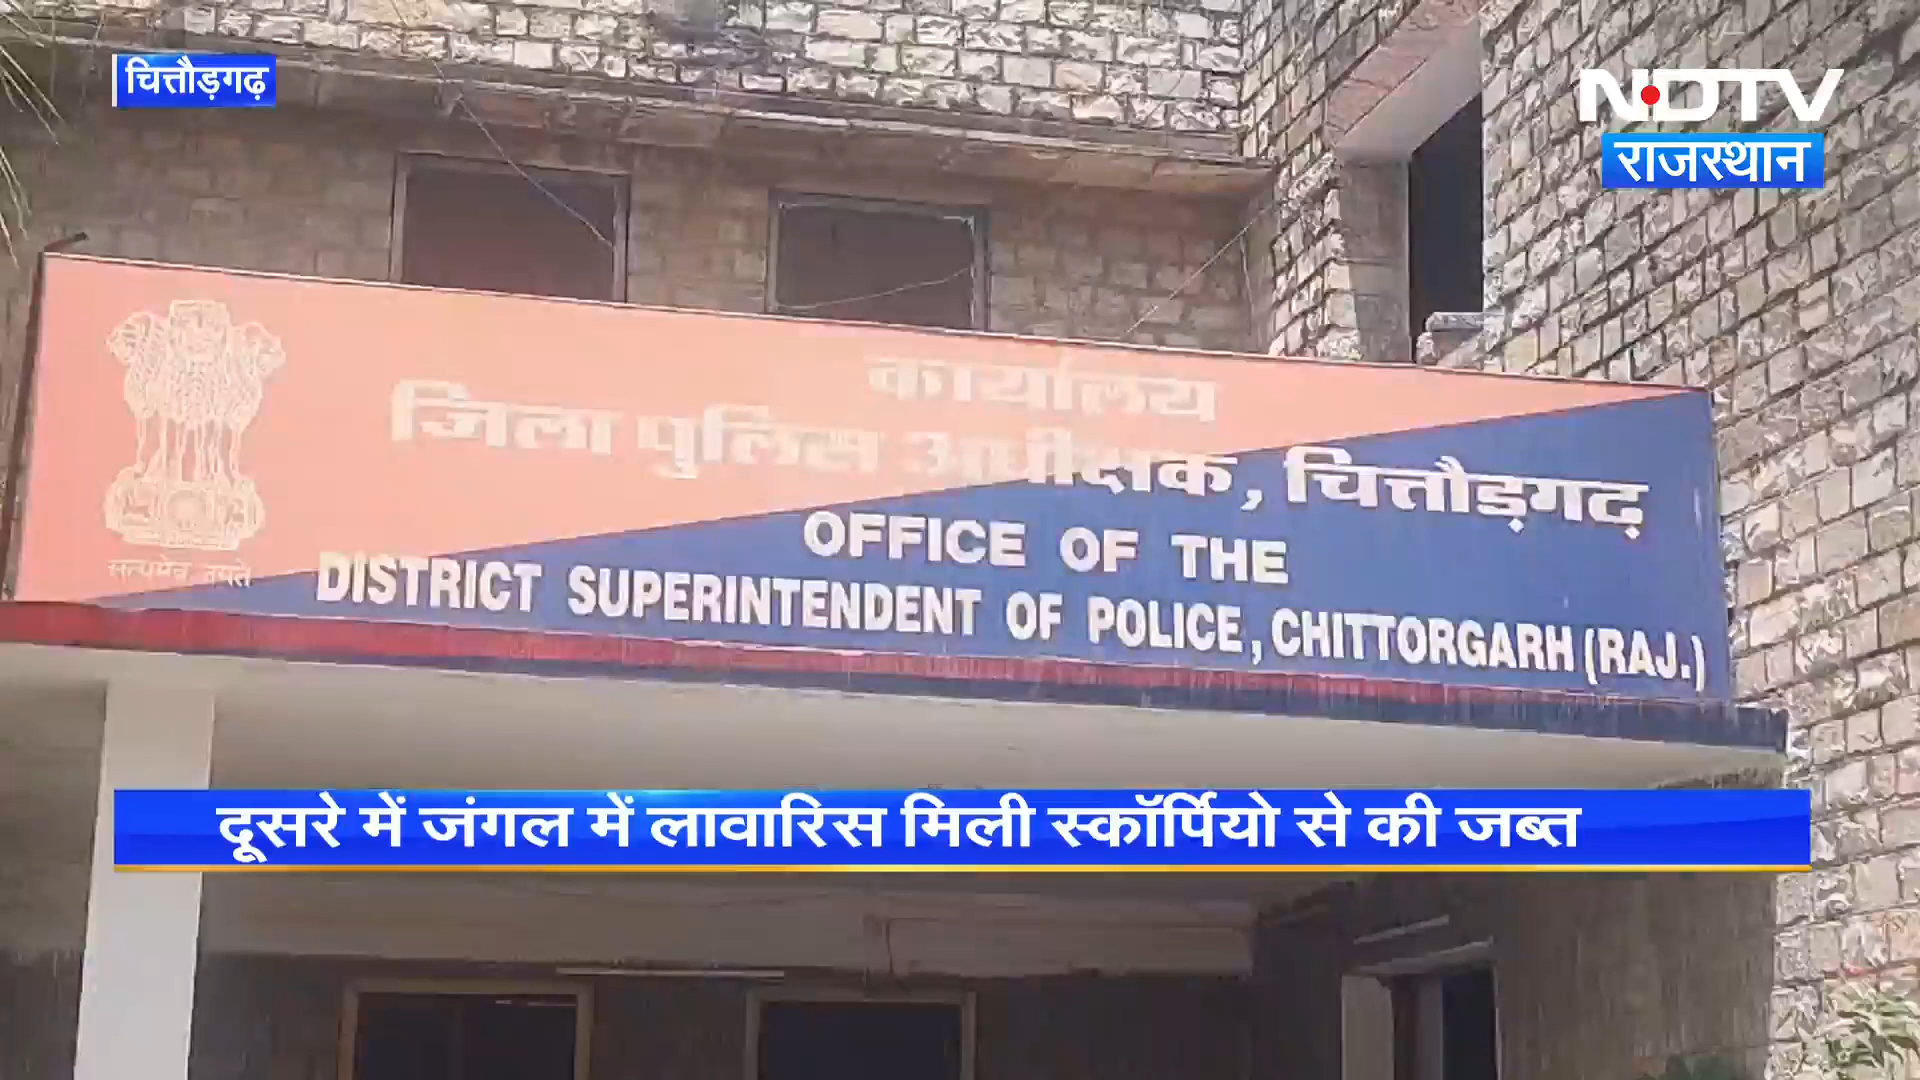 चित्तौड़गढ़
NDTV
राजस्थान
कार्यालय
जिला पुलिस अधीक्षक, चित्तौड़गढ़
सत्यमेव जयते
OFFICE OF THE
DISTRICT SUPERINTENDENT OF POLICE, CHITTORGARH (RAJ.)
दूसरे में जंगल में लावारिस मिली स्कॉर्पियो से की जब्त